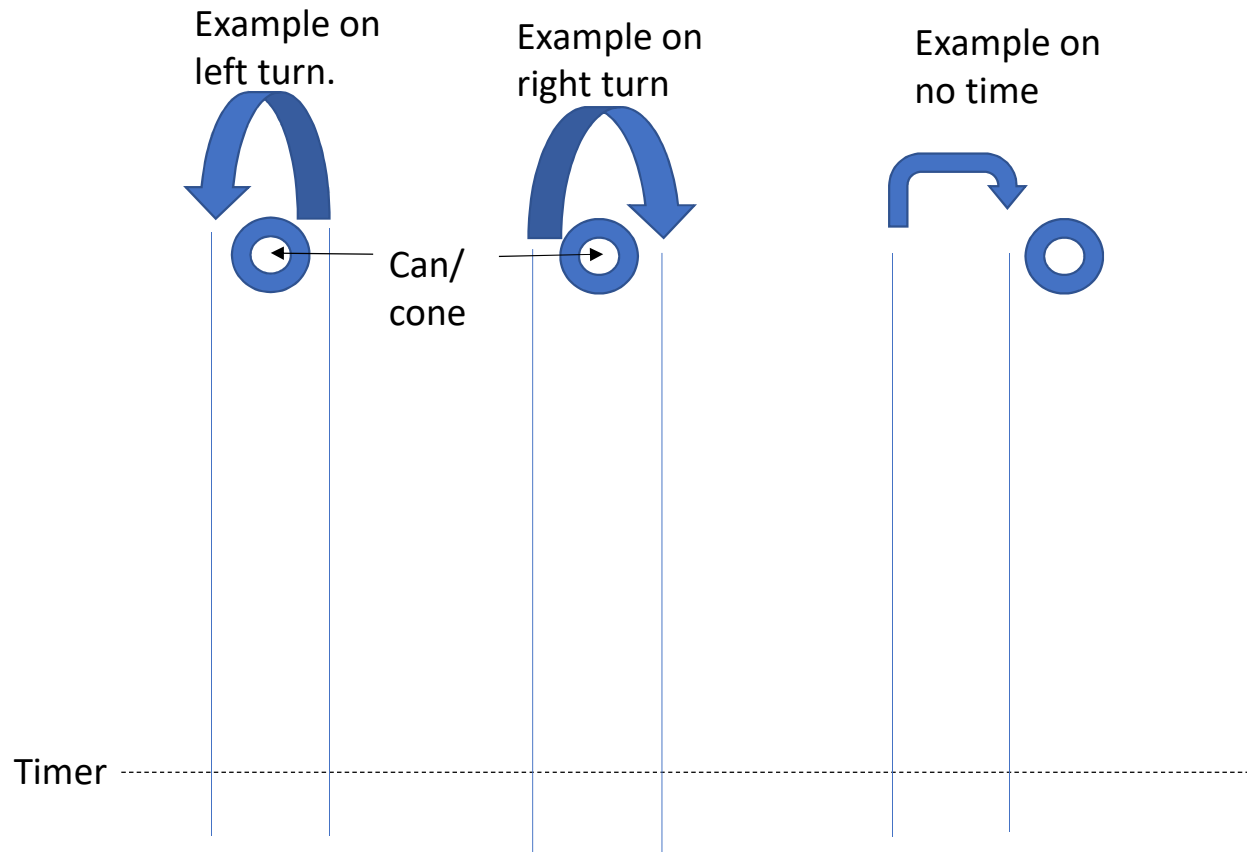 Example on
left turn.
Example on
right turn
Example on
no time
Can/
cone
Timer